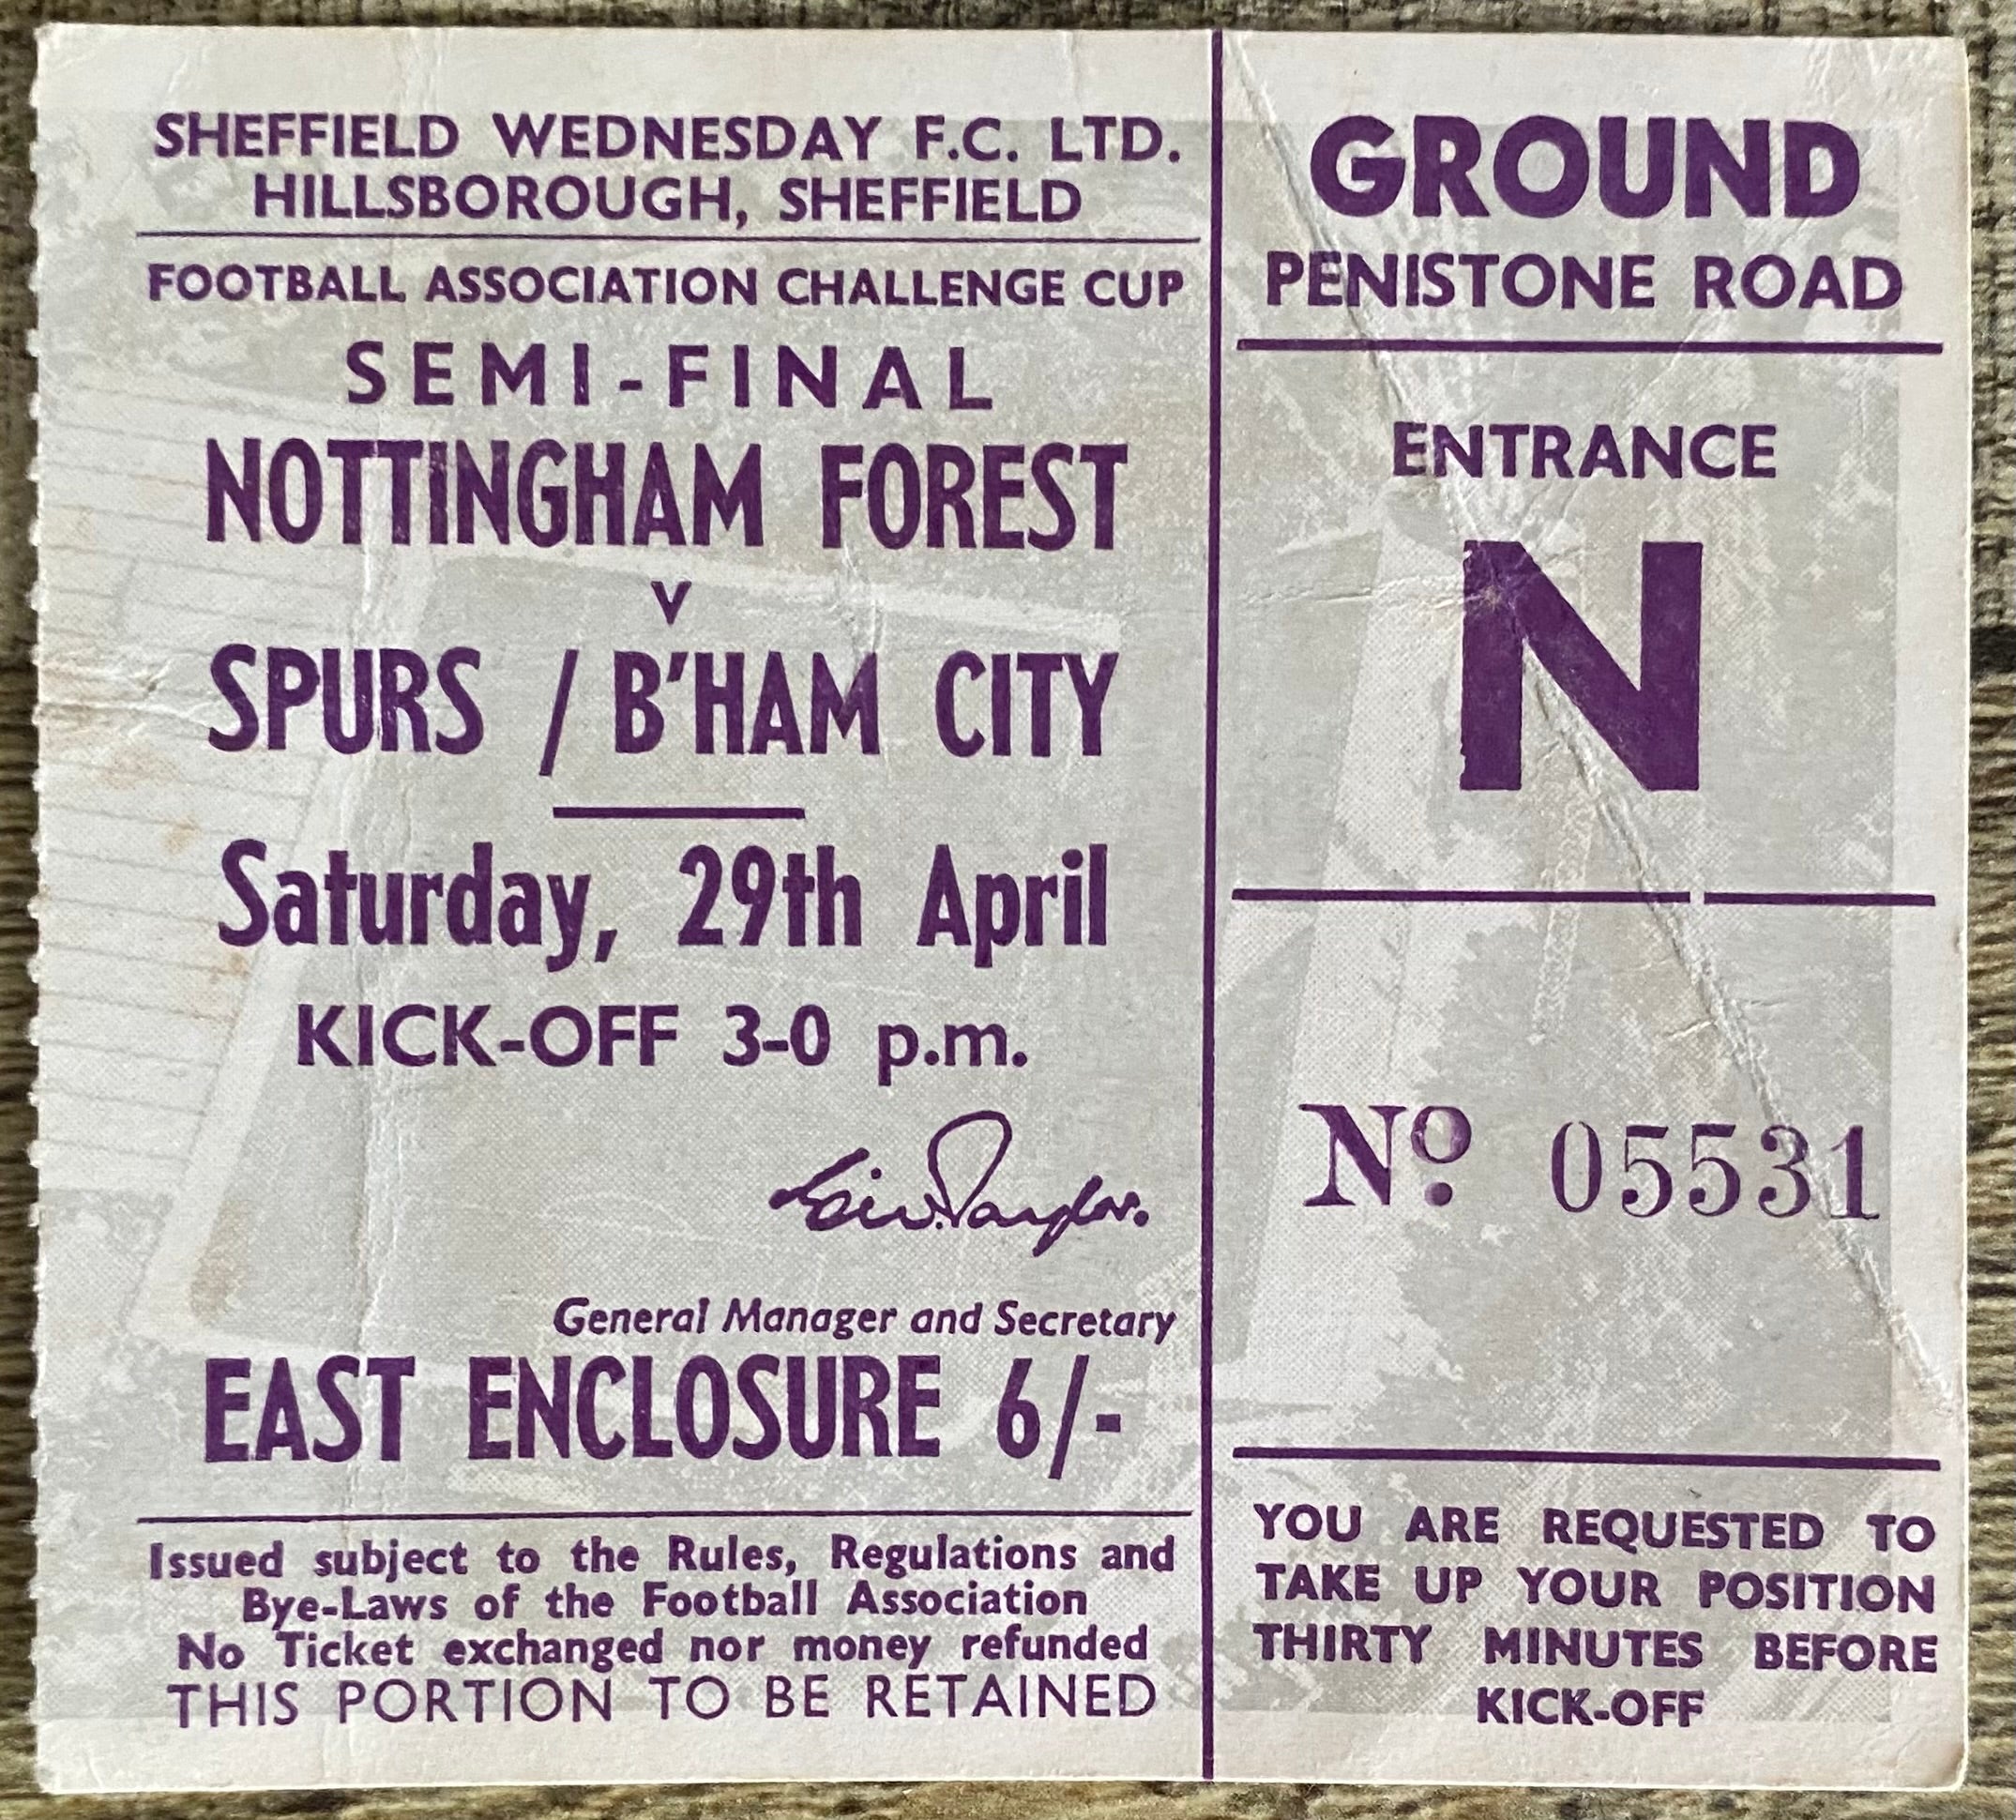 SHEFFIELD WEDNESDAY F.C. LTD.
HILLSBOROUGH, SHEFFIELD
FOOTBALL ASSOCIATION CHALLENGE CUP
SEMI-FINAL
NOTTINGHAM FOREST
v
SPURS / B'HAM CITY
Saturday, 29th April
KICK-OFF 3-0 p.m.
Eric Taylor.
General Manager and Secretary
EAST ENCLOSURE 6/-
Issued subject to the Rules, Regulations and
Bye-Laws of the Football Association
No Ticket exchanged nor money refunded
THIS PORTION TO BE RETAINED
GROUND
PENISTONE ROAD
ENTRANCE
N
Nº 05531
YOU ARE REQUESTED TO
TAKE UP YOUR POSITION
THIRTY MINUTES BEFORE
KICK-OFF